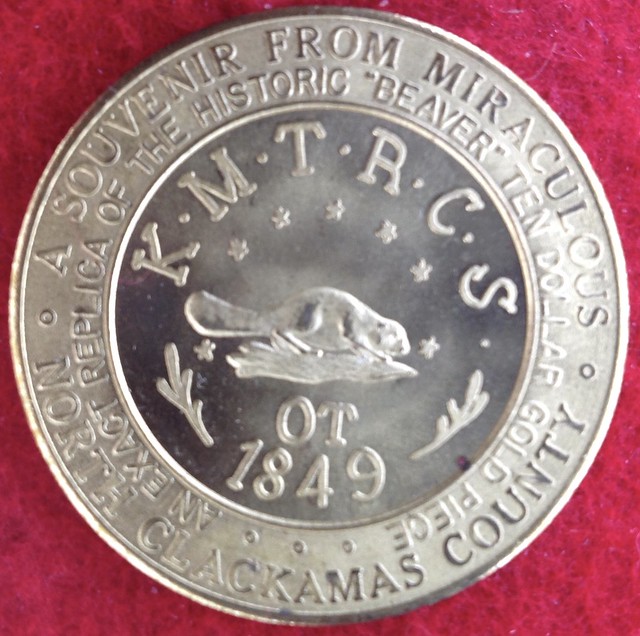 A SOUVENIR FROM MIRACULOUS
NORTH CLACKAMAS COUNTY
AN EXACT REPLICA OF THE HISTORIC "BEAVER" TEN DOLLAR GOLD PIECE
K·M·T·R·C·S·
OT
1849